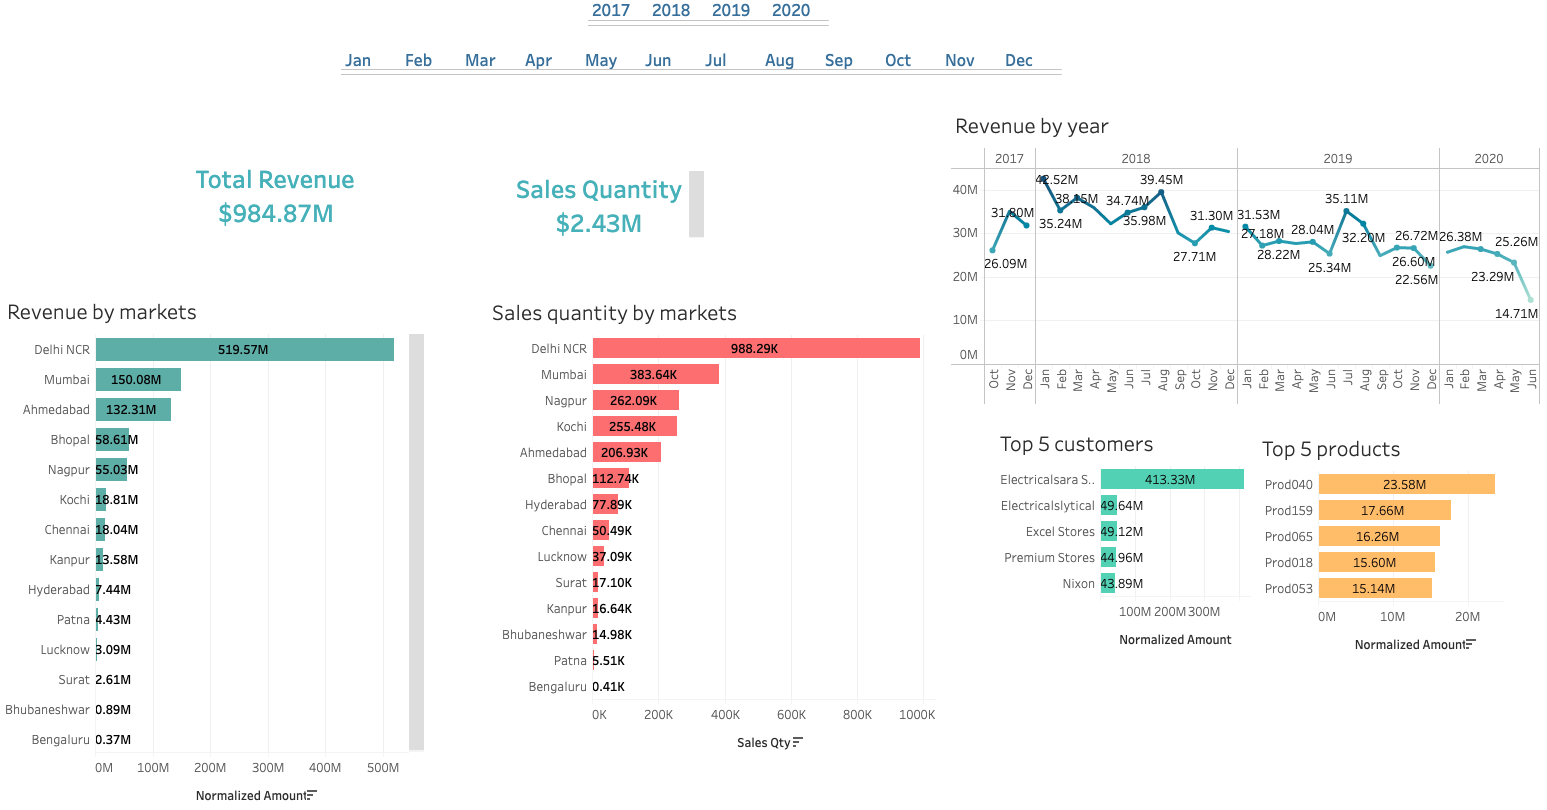 2017 2018 2019 2020
Jan Feb Mar Apr May Jun Jul Aug Sep Oct Nov Dec
Total Revenue
$984.87M
Sales Quantity
$2.43M
Revenue by markets
Delhi NCR 519.57M
Mumbai 150.08M
Ahmedabad 132.31M
Bhopal 58.61M
Nagpur 55.03M
Kochi 18.81M
Chennai 18.04M
Kanpur 13.58M
Hyderabad 7.44M
Patna 4.43M
Lucknow 3.09M
Surat 2.61M
Bhubaneshwar 0.89M
Bengaluru 0.37M
0M 100M 200M 300M 400M 500M
Normalized Amount
Sales quantity by markets
Delhi NCR 988.29K
Mumbai 383.64K
Nagpur 262.09K
Kochi 255.48K
Ahmedabad 206.93K
Bhopal 112.74K
Hyderabad 77.89K
Chennai 50.49K
Lucknow 37.09K
Surat 17.10K
Kanpur 16.64K
Bhubaneshwar 14.98K
Patna 5.51K
Bengaluru 0.41K
0K 200K 400K 600K 800K 1000K
Sales Qty
Revenue by year
2017 2018 2019 2020
40M
30M
20M
10M
0M
26.09M 31.80M 42.52M 35.24M 38.15M 34.74M 35.98M 39.45M 27.71M 31.30M 31.53M 27.18M 28.22M 28.04M 25.34M 35.11M 32.20M 26.60M 26.72M 22.56M 26.38M 23.29M 25.26M 14.71M
Oct Nov Dec Jan Feb Mar Apr May Jun Jul Aug Sep Oct Nov Dec Jan Feb Mar Apr May Jun Jul Aug Sep Oct Nov Dec Jan Feb Mar Apr May Jun
Top 5 customers
Electricalsara S.. 413.33M
Electricalslytical 49.64M
Excel Stores 49.12M
Premium Stores 44.96M
Nixon 43.89M
100M 200M 300M
Normalized Amount
Top 5 products
Prod040 23.58M
Prod159 17.66M
Prod065 16.26M
Prod018 15.60M
Prod053 15.14M
0M 10M 20M
Normalized Amount